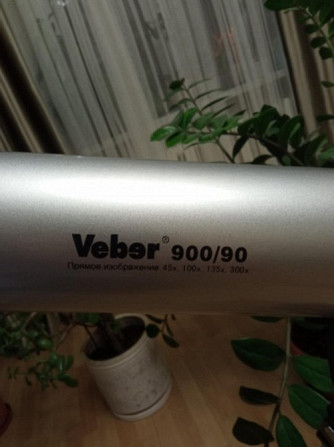 Veber® 900/90
Прямое изображение 45x, 100x, 135x, 300x